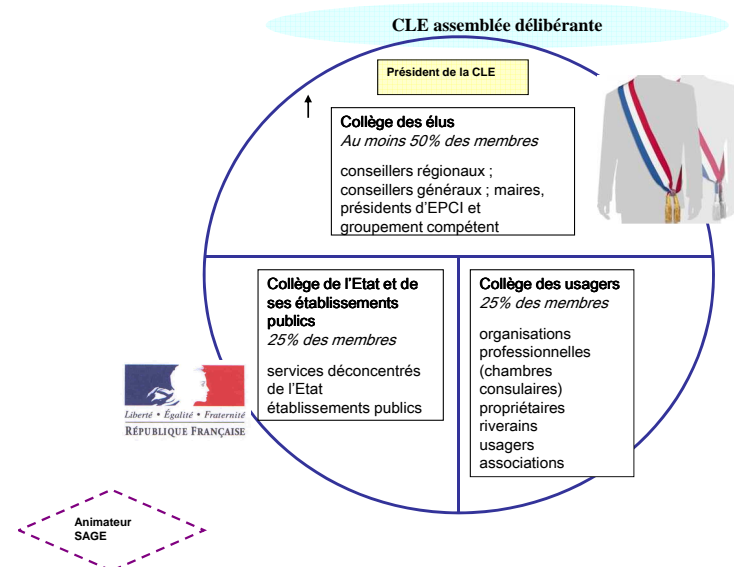 CLE assemblée délibérante
Président de la CLE
Collège des élus
Au moins 50% des membres
conseillers régionaux ;
conseillers généraux ; maires,
présidents d'EPCI et
groupement compétent
Collège de l'Etat et de
ses établissements
publics
25% des membres
services déconcentrés
de l'Etat
établissements publics
Collège des usagers
25% des membres
organisations
professionnelles
(chambres
consulaires)
propriétaires
riverains
usagers
associations
Liberté • Égalité • Fraternité
RÉPUBLIQUE FRANÇAISE
Animateur
SAGE